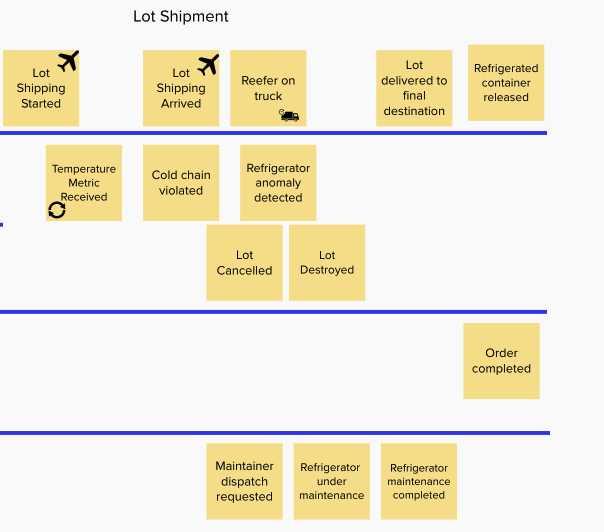 Lot Shipment
Lot
Shipping
Started
Lot
Shipping
Arrived
Reefer on
truck
Lot
delivered to
final
destination
Refrigerated
container
released
Temperature
Metric
Received
Cold chain
violated
Refrigerator
anomaly
detected
Lot
Cancelled
Lot
Destroyed
Order
completed
Maintainer
dispatch
requested
Refrigerator
under
maintenance
Refrigerator
maintenance
completed